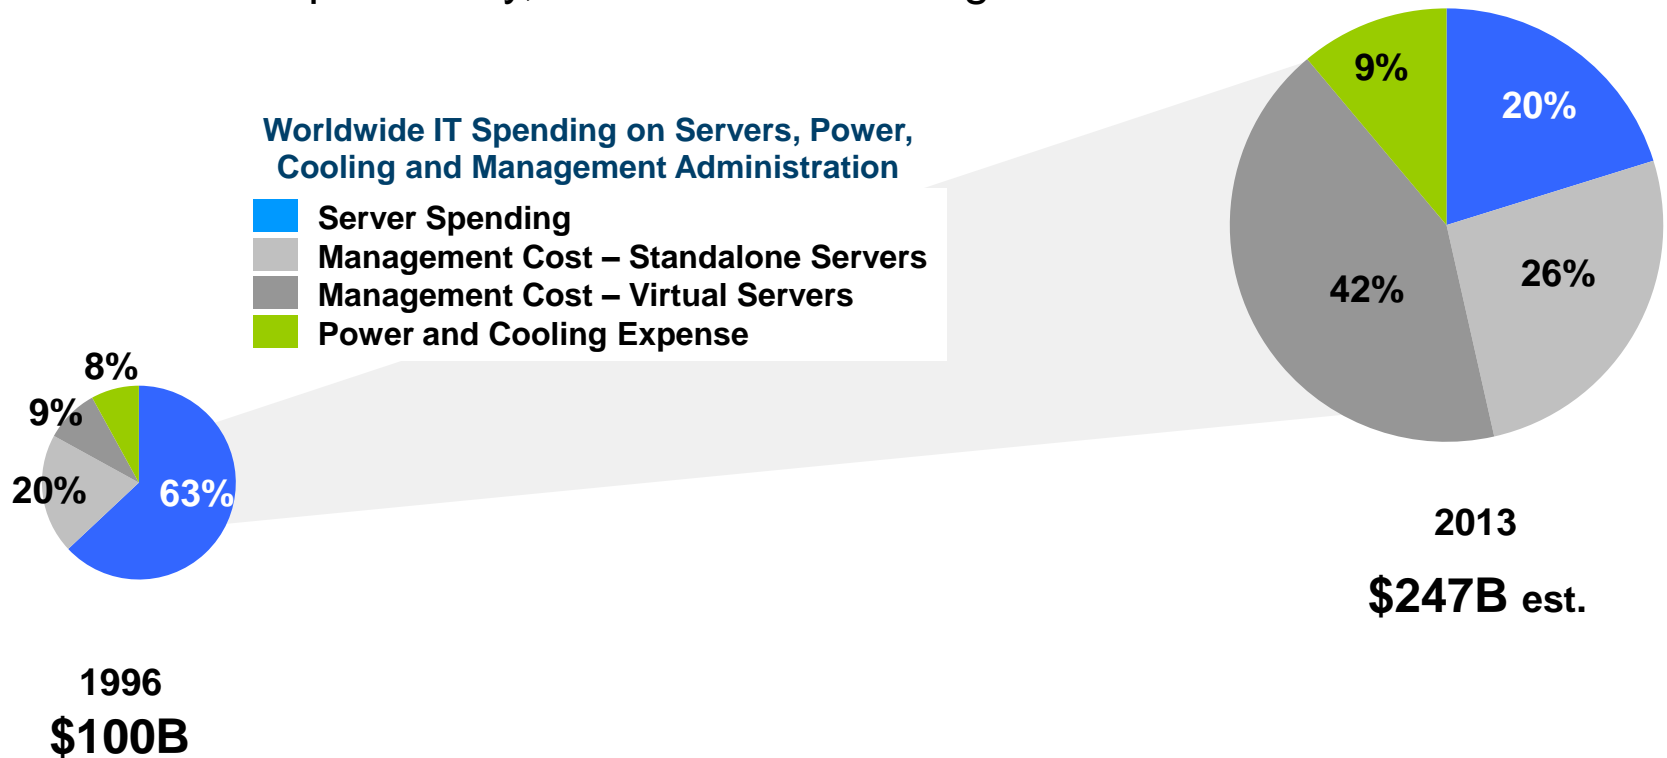 9%
20%
Worldwide IT Spending on Servers, Power,
Cooling and Management Administration
Server Spending
Management Cost – Standalone Servers
Management Cost – Virtual Servers
Power and Cooling Expense
42%
26%
8%
9%
20%
63%
2013
$247B est.
1996
$100B